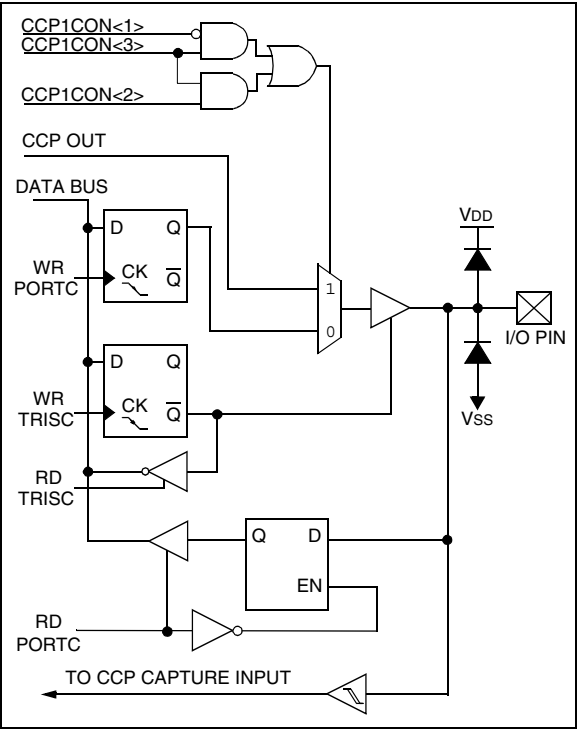 CCP1CON<1>
CCP1CON<3>
CCP1CON<2>
CCP OUT
DATA BUS
VDD
D Q
WR
PORTC
CK
Q
1
0
I/O PIN
D Q
WR
TRISC
CK
Q
VSS
RD
TRISC
Q D
EN
RD
PORTC
TO CCP CAPTURE INPUT